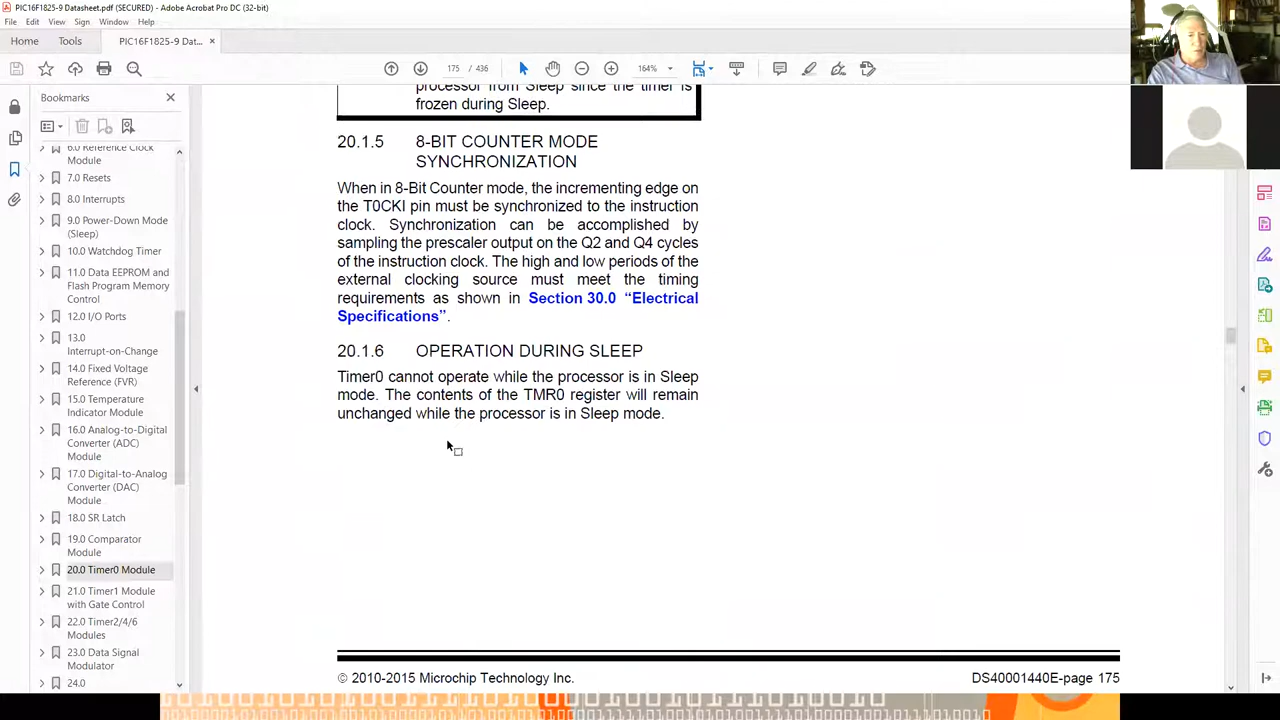 PIC16F1825-9 Datasheet.pdf (SECURED) - Adobe Acrobat Pro DC (32-bit)
File Edit View Sign Window Help
Home Tools PIC16F1825-9 Dat...
175 / 436 164%
Bookmarks
6.0 Reference Clock
Module
7.0 Resets
8.0 Interrupts
9.0 Power-Down Mode
(Sleep)
10.0 Watchdog Timer
11.0 Data EEPROM and
Flash Program Memory
Control
12.0 I/O Ports
13.0
Interrupt-on-Change
14.0 Fixed Voltage
Reference (FVR)
15.0 Temperature
Indicator Module
16.0 Analog-to-Digital
Converter (ADC)
Module
17.0 Digital-to-Analog
Converter (DAC)
Module
18.0 SR Latch
19.0 Comparator
Module
20.0 Timer0 Module
21.0 Timer1 Module
with Gate Control
22.0 Timer2/4/6
Modules
23.0 Data Signal
Modulator
24.0
processor from Sleep since the timer is
frozen during Sleep.
20.1.5 8-BIT COUNTER MODE
SYNCHRONIZATION
When in 8-Bit Counter mode, the incrementing edge on
the T0CKI pin must be synchronized to the instruction
clock. Synchronization can be accomplished by
sampling the prescaler output on the Q2 and Q4 cycles
of the instruction clock. The high and low periods of the
external clocking source must meet the timing
requirements as shown in Section 30.0 “Electrical
Specifications”.
20.1.6 OPERATION DURING SLEEP
Timer0 cannot operate while the processor is in Sleep
mode. The contents of the TMR0 register will remain
unchanged while the processor is in Sleep mode.
© 2010-2015 Microchip Technology Inc. DS40001440E-page 175